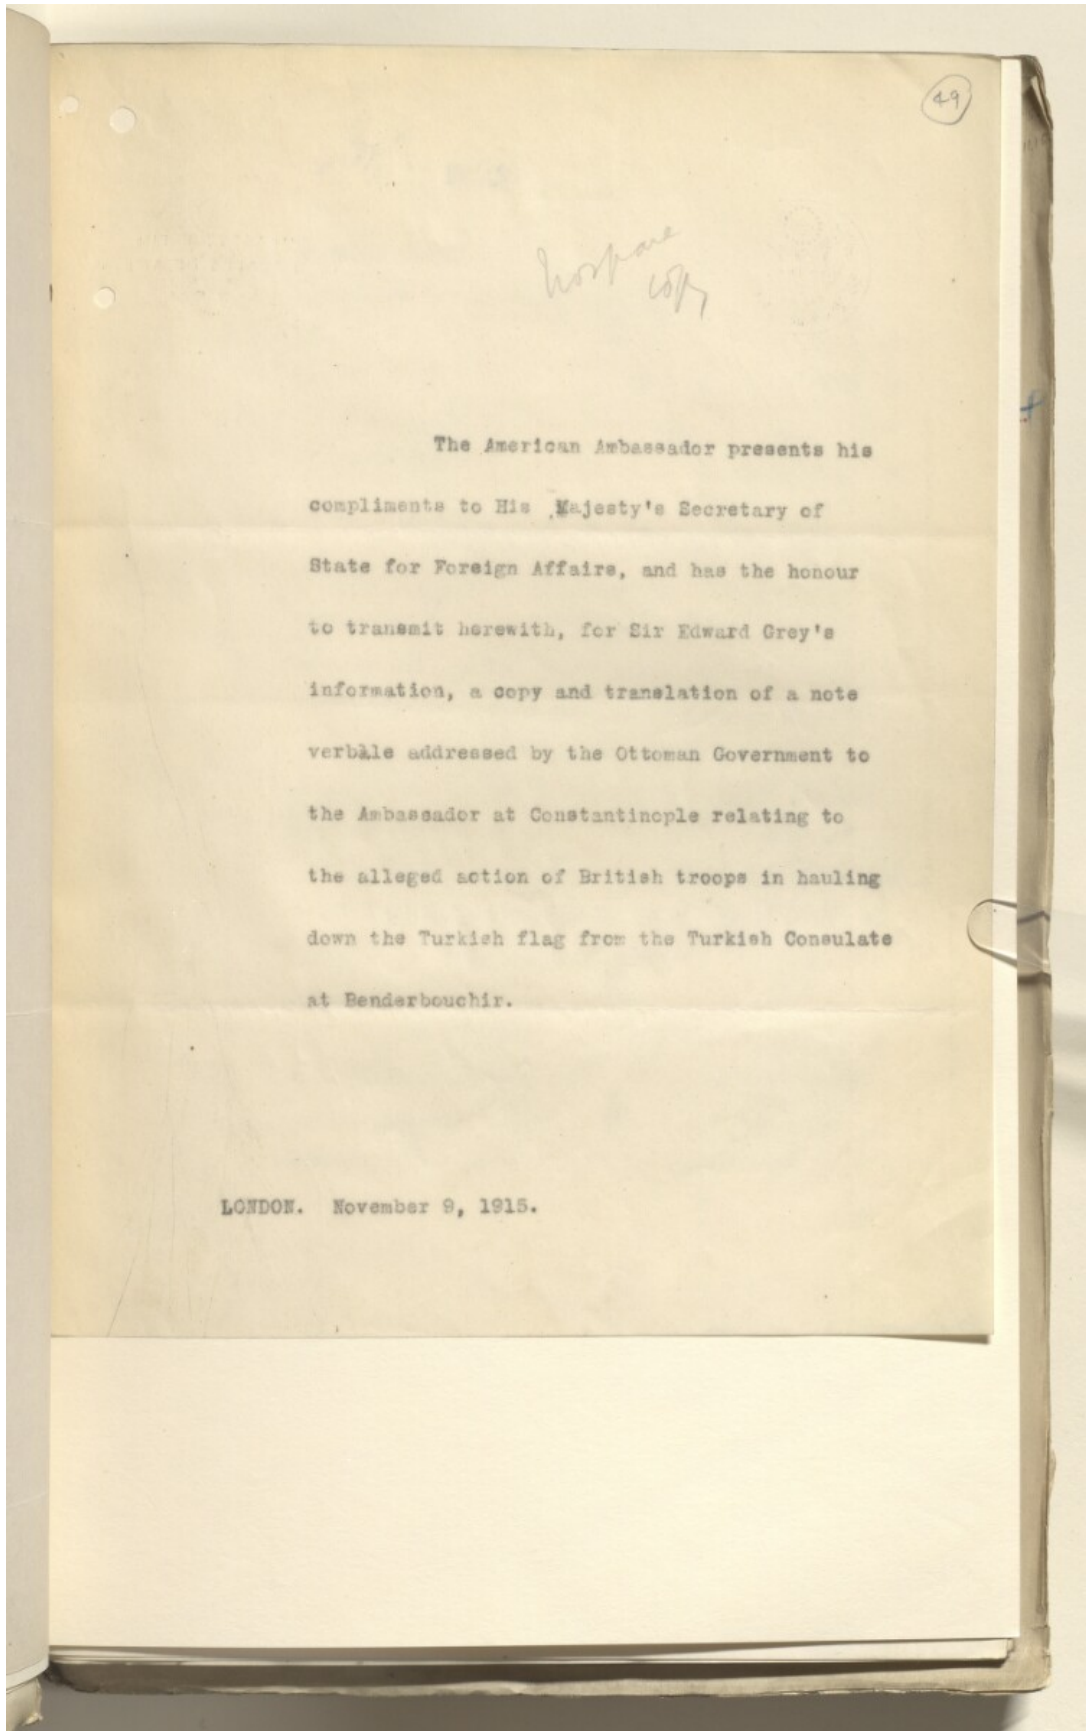 49
No spare
copy
The American Ambassador presents his
compliments to His Majesty's Secretary of
State for Foreign Affairs, and has the honour
to transmit herewith, for Sir Edward Grey's
information, a copy and translation of a note
verbale addressed by the Ottoman Government to
the Ambassador at Constantinople relating to
the alleged action of British troops in hauling
down the Turkish flag from the Turkish Consulate
at Benderbouchir.
LONDON. November 9, 1915.